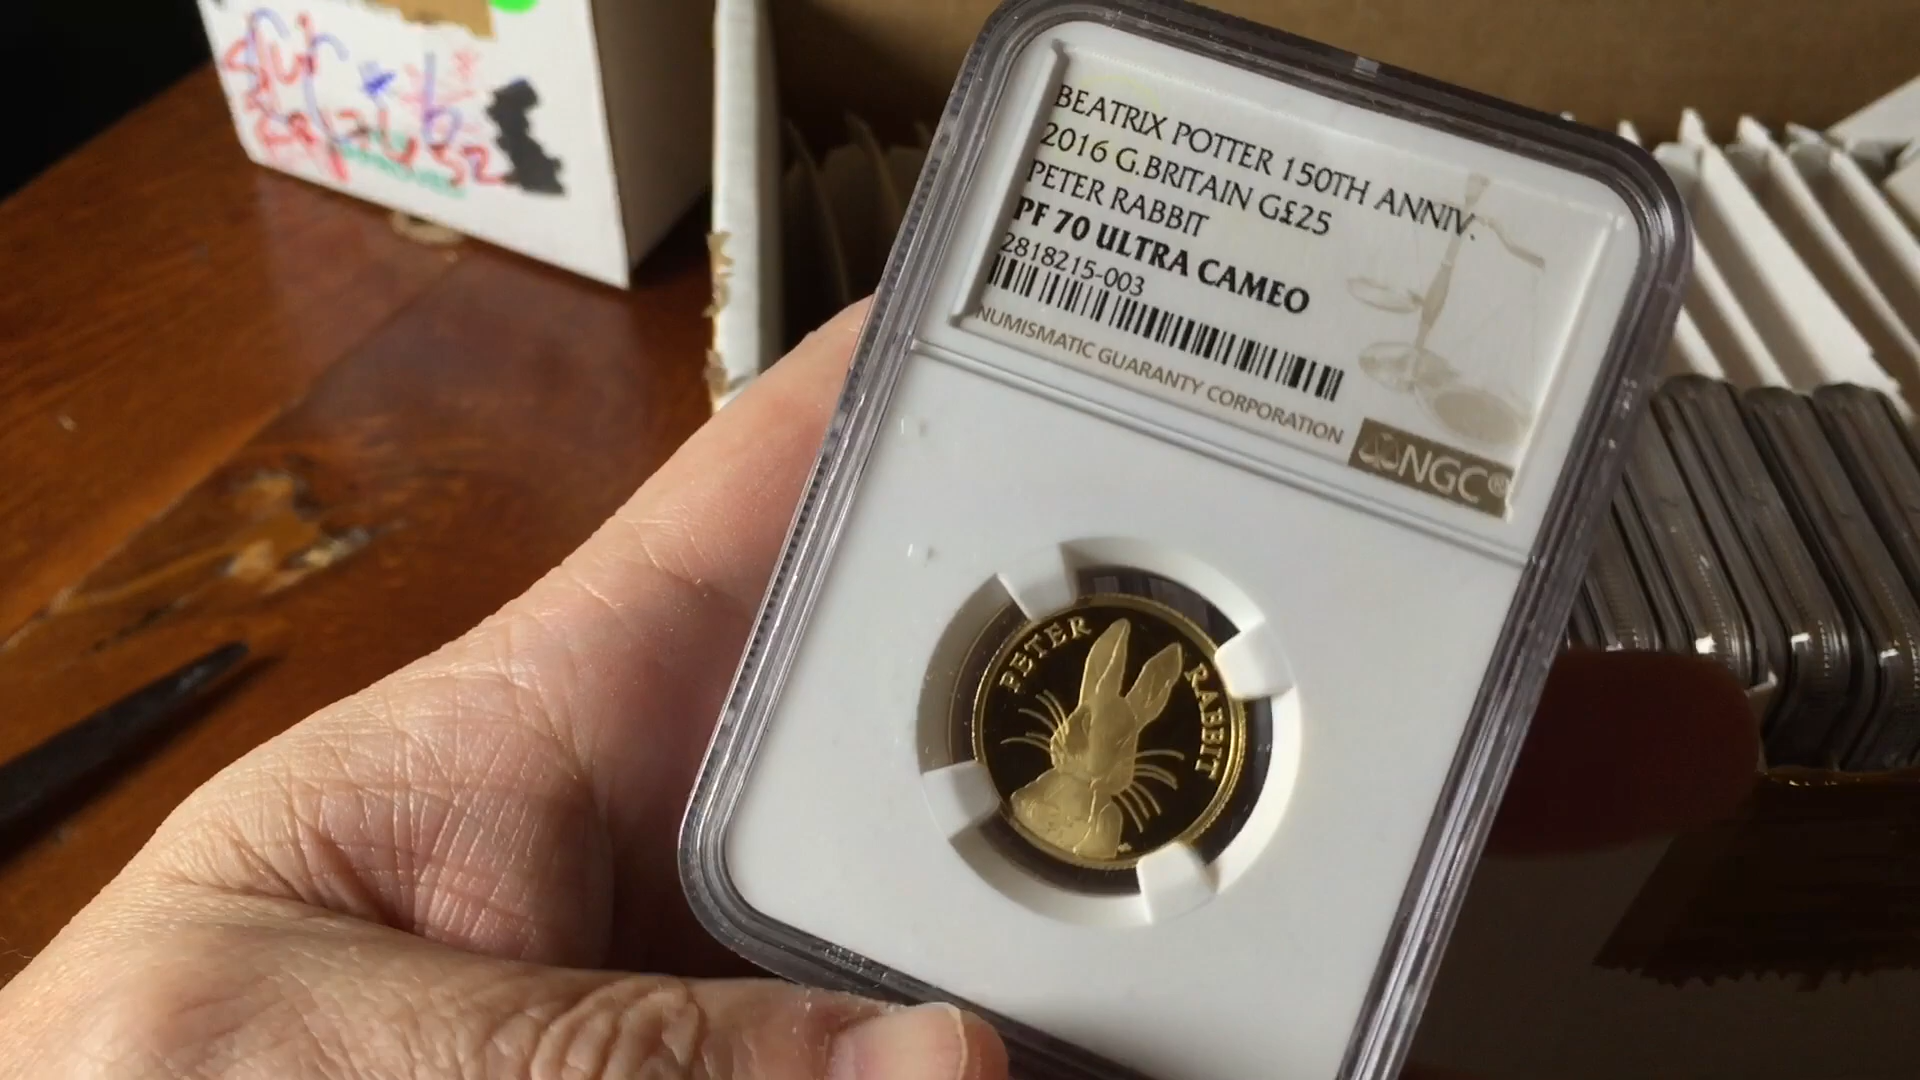 BEATRIX POTTER 150TH ANNIV.
2016 G.BRITAIN G£25
PETER RABBIT
PF 70 ULTRA CAMEO
2818215-003
NUMISMATIC GUARANTY CORPORATION
NGC®
PETER RABBIT